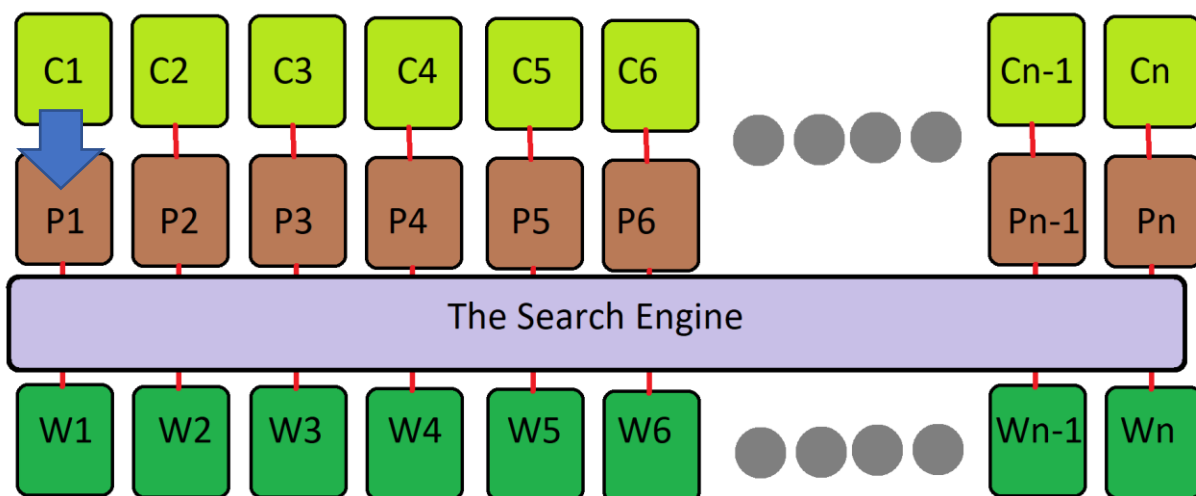 C1 C2 C3 C4 C5 C6 Cn-1 Cn
P1 P2 P3 P4 P5 P6 Pn-1 Pn
The Search Engine
W1 W2 W3 W4 W5 W6 Wn-1 Wn